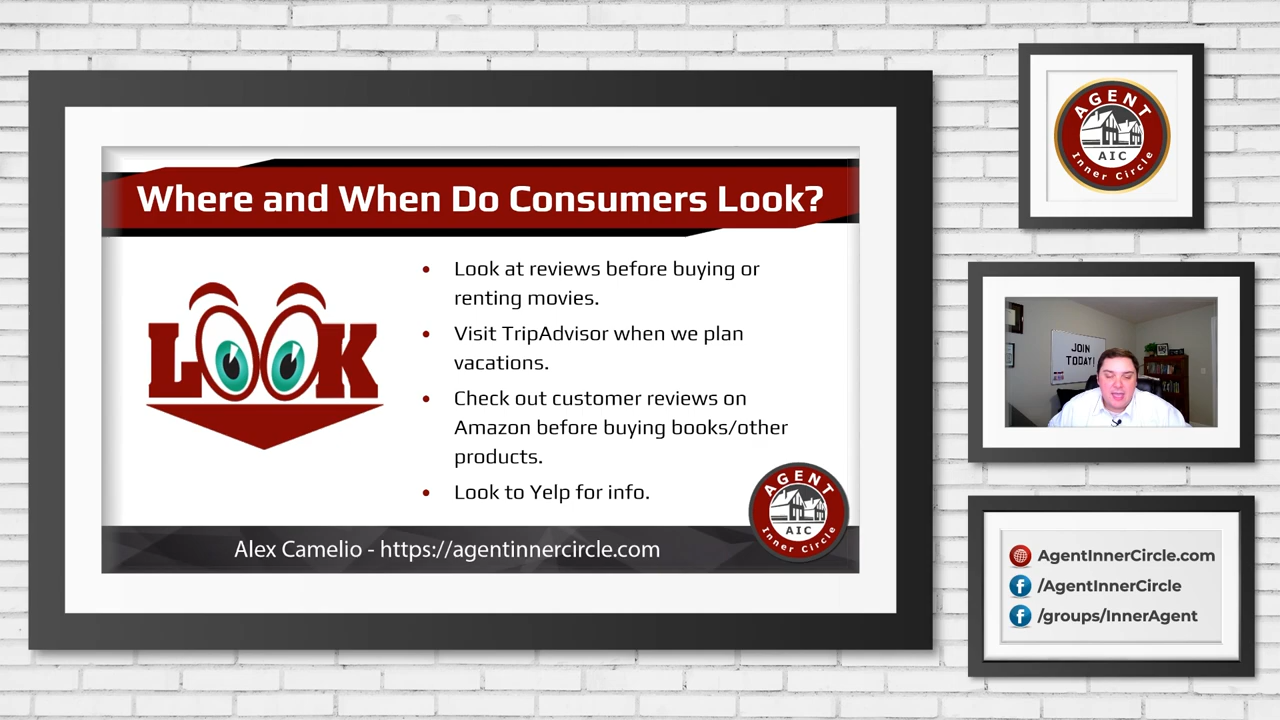 Where and When Do Consumers Look?
LOOK
• Look at reviews before buying or
renting movies.
• Visit TripAdvisor when we plan
vacations.
• Check out customer reviews on
Amazon before buying books/other
products.
• Look to Yelp for info.
AGENT
AIC
Inner Circle
Alex Camelio - https://agentinnercircle.com
AGENT
AIC
Inner Circle
JOIN
TODAY!
AgentInnerCircle.com
/AgentInnerCircle
/groups/InnerAgent